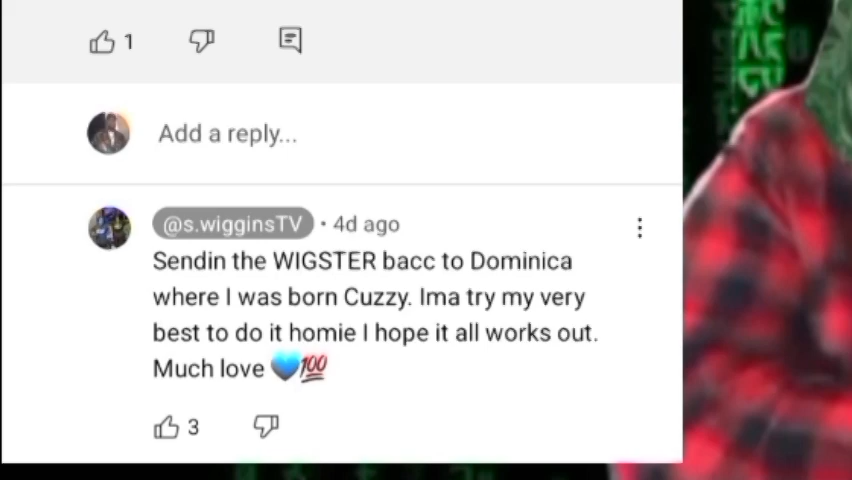 1
Add a reply...
@s.wigginsTV • 4d ago
Sendin the WIGSTER bacc to Dominica
where I was born Cuzzy. Ima try my very
best to do it homie I hope it all works out.
Much love 💙💯
3